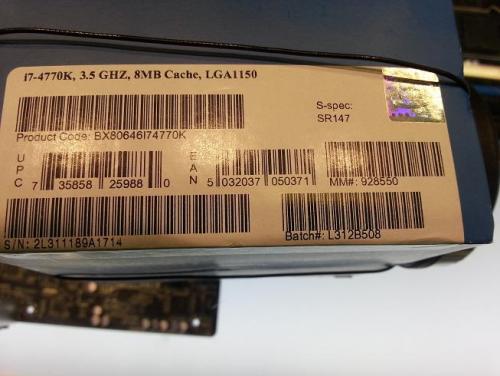 i7-4770K, 3.5 GHZ, 8MB Cache, LGA1150
S-spec:
SR147
Product Code: BX80646I74770K
UPC 7 35858 25988 0
EAN 5 032037 050371
MM#: 928550
S/N: 2L311189A1714
Batch#: L312B508